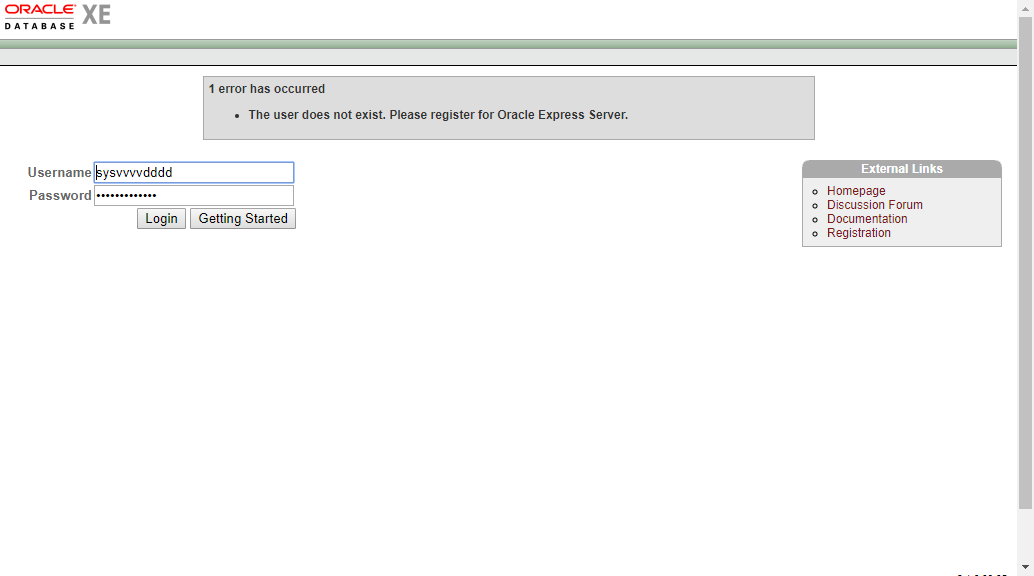 ORACLE XE
DATABASE
1 error has occurred
The user does not exist. Please register for Oracle Express Server.
Username sysvvvvdddd
Password •••••••••••••
Login Getting Started
External Links
Homepage
Discussion Forum
Documentation
Registration